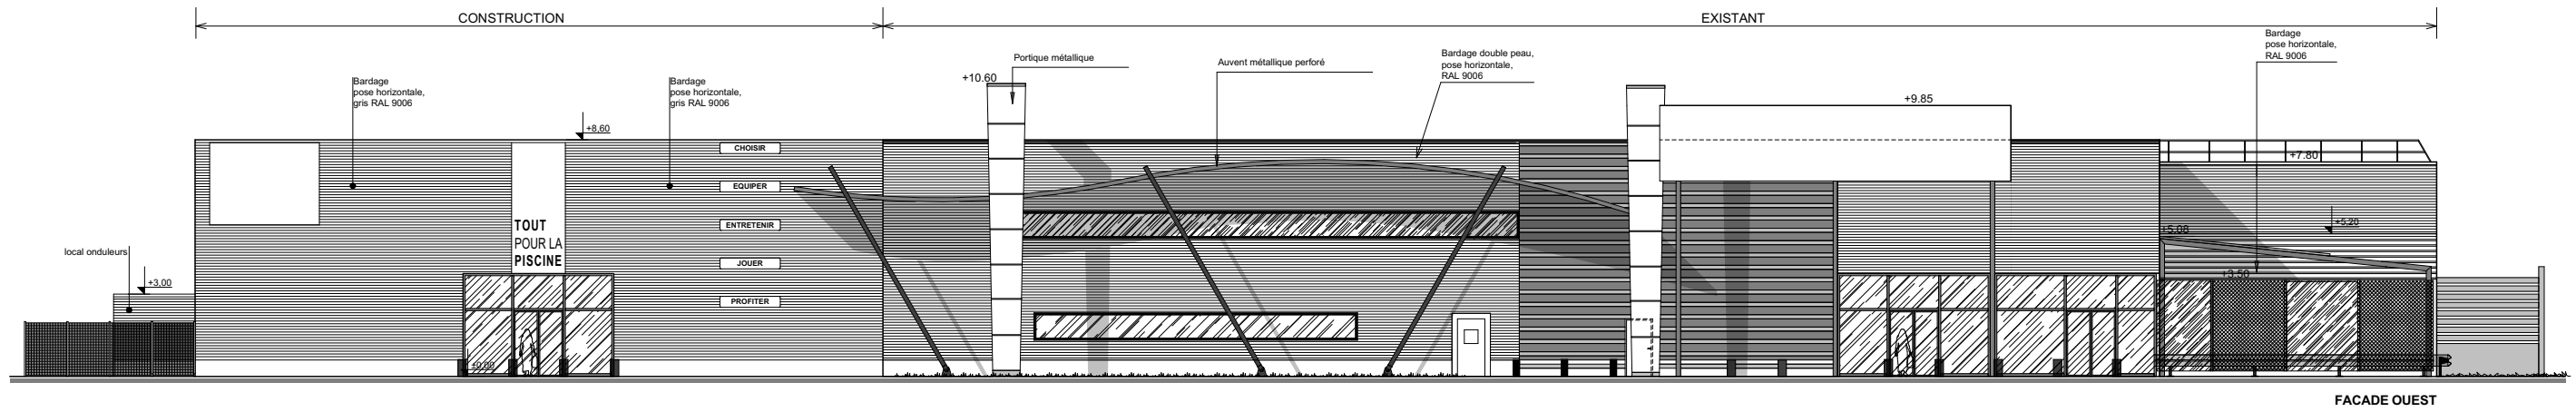 CONSTRUCTION
EXISTANT
Bardage
pose horizontale,
RAL 9006
Bardage double peau,
pose horizontale,
RAL 9006
Portique métallique
Auvent métallique perforé
+10.60
Bardage
pose horizontale,
gris RAL 9006
Bardage
pose horizontale,
gris RAL 9006
+9.85
+8,60
CHOISIR
+7.80
EQUIPER
TOUT
POUR LA
PISCINE
ENTRETENIR
+5,20
+5.08
local onduleurs
JOUER
+3.50
+3,00
PROFITER
+0,00
FACADE OUEST